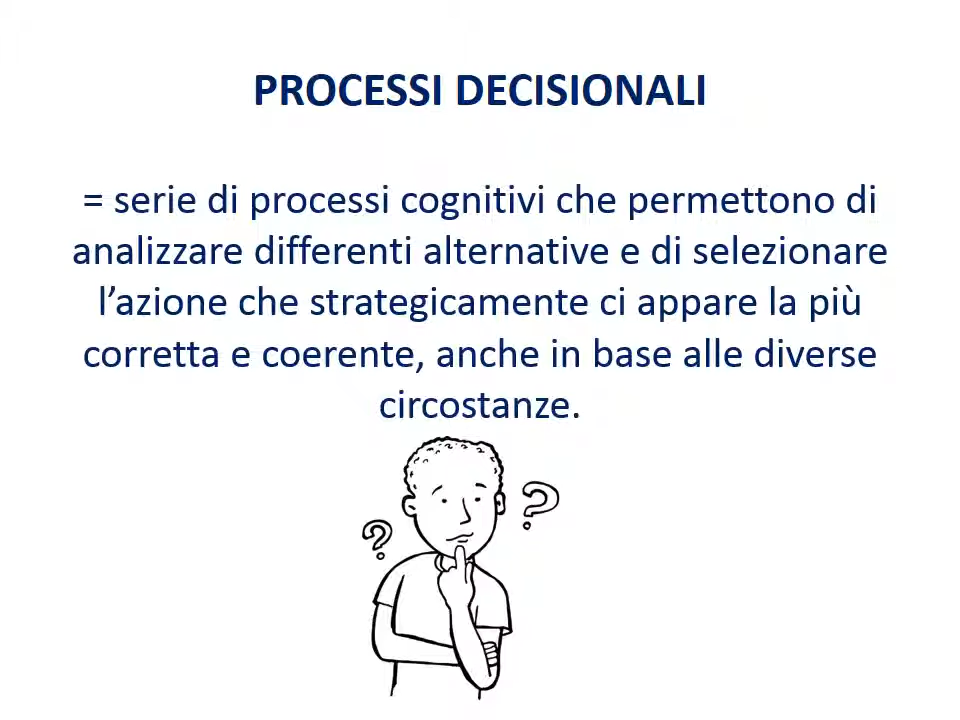 PROCESSI DECISIONALI
= serie di processi cognitivi che permettono di
analizzare differenti alternative e di selezionare
l’azione che strategicamente ci appare la più
corretta e coerente, anche in base alle diverse
circostanze.
?
?